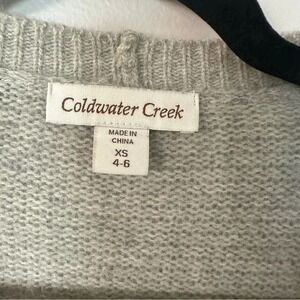 Coldwater Creek
MADE IN
CHINA
XS
4-6